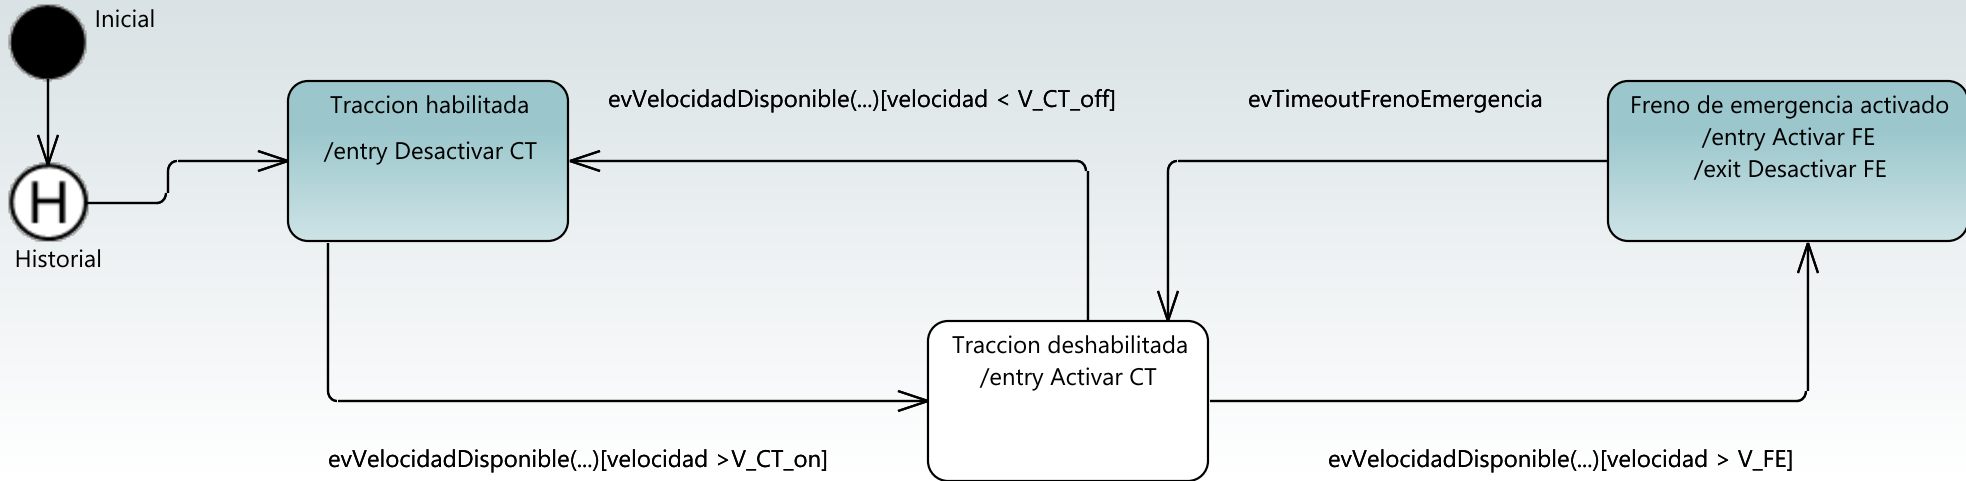 Inicial
H
Historial
Traccion habilitada
/entry Desactivar CT
evVelocidadDisponible(...)[velocidad < V_CT_off]
evTimeoutFrenoEmergencia
Freno de emergencia activado
/entry Activar FE
/exit Desactivar FE
Traccion deshabilitada
/entry Activar CT
evVelocidadDisponible(...)[velocidad >V_CT_on]
evVelocidadDisponible(...)[velocidad > V_FE]